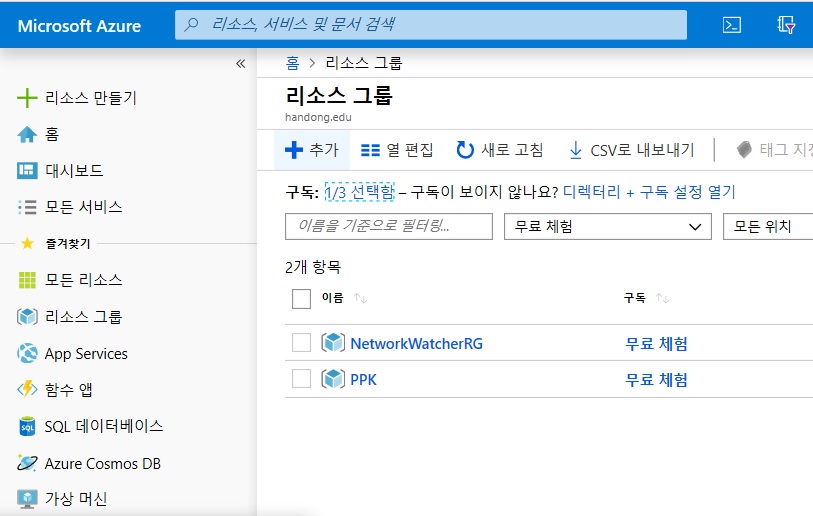 Microsoft Azure
리소스, 서비스 및 문서 검색
«
홈 > 리소스 그룹
리소스 만들기
홈
대시보드
모든 서비스
즐겨찾기
모든 리소스
리소스 그룹
App Services
함수 앱
SQL 데이터베이스
Azure Cosmos DB
가상 머신
리소스 그룹
handong.edu
추가 열 편집 새로 고침 CSV로 내보내기 태그 지정
구독: 1/3 선택함 – 구독이 보이지 않나요? 디렉터리 + 구독 설정 열기
이름을 기준으로 필터링... 무료 체험 모든 위치
2개 항목
이름 ↑↓ 구독 ↑↓
NetworkWatcherRG 무료 체험
PPK 무료 체험